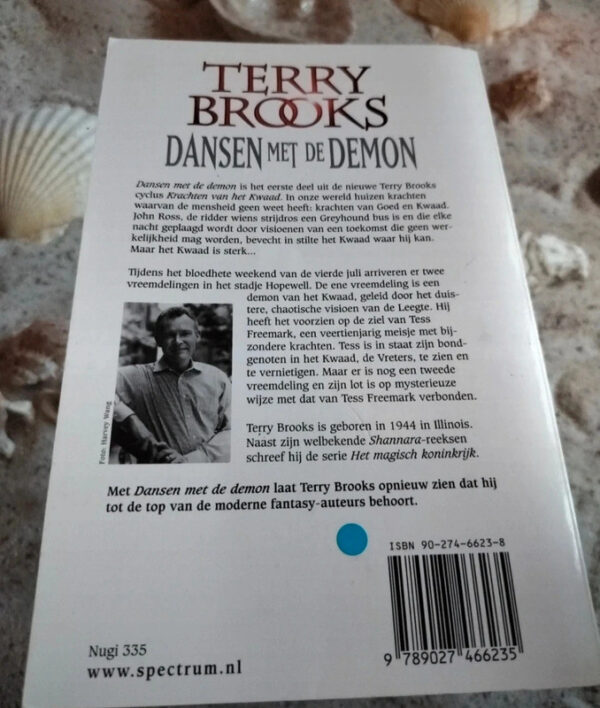 TERRY
BROOKS
DANSEN MET DE DEMON
Dansen met de demon is het eerste deel uit de nieuwe Terry Brooks
cyclus Krachten van het Kwaad. In onze wereld huizen krachten
waarvan de mensheid geen weet heeft: krachten van Goed en Kwaad.
John Ross, de ridder wiens strijdros een Greyhound bus is en die elke
nacht geplaagd wordt door visioenen van een toekomst die geen wer-
kelijkheid mag worden, bevecht in stilte het Kwaad waar hij kan.
Maar het Kwaad is sterk...
Tijdens het bloedhete weekend van de vierde juli arriveren er twee
vreemdelingen in het stadje Hopewell. De ene vreemdeling is een
demon van het Kwaad, geleid door het duis-
tere, chaotische visioen van de Leegte. Hij
heeft het voorzien op de ziel van Tess
Freemark, een veertienjarig meisje met bij-
zondere krachten. Tess is in staat zijn bond-
genoten in het Kwaad, de Vreters, te zien en
te vernietigen. Maar er is nog een tweede
vreemdeling en zijn lot is op mysterieuze
wijze met dat van Tess Freemark verbonden.
Foto: Harvey Wang
Terry Brooks is geboren in 1944 in Illinois.
Naast zijn welbekende Shannara-reeksen
schreef hij de serie Het magisch koninkrijk.
Met Dansen met de demon laat Terry Brooks opnieuw zien dat hij
tot de top van de moderne fantasy-auteurs behoort.
ISBN 90-274-6623-8
9 789027 466235
Nugi 335
www.spectrum.nl